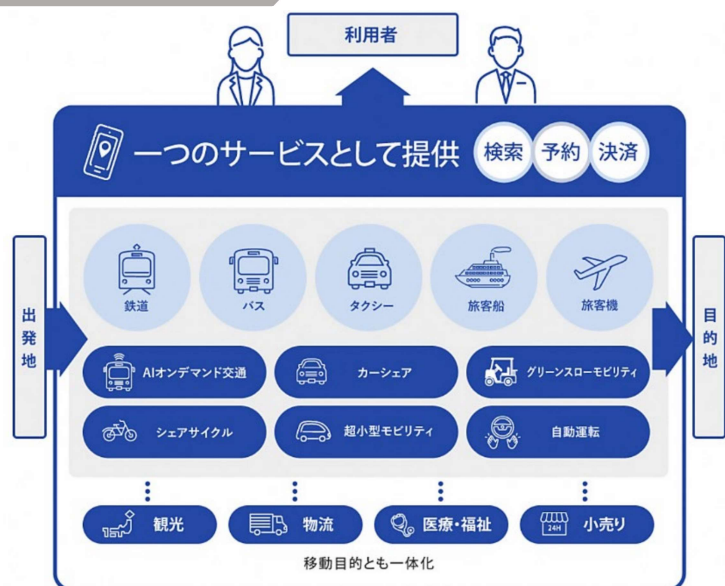 利用者
一つのサービスとして提供 検索 予約 決済
出発地
鉄道 バス タクシー 旅客船 旅客機
目的地
AIオンデマンド交通 カーシェア グリーンスローモビリティ
シェアサイクル 超小型モビリティ 自動運転
観光 物流 医療・福祉 24H 小売り
移動目的とも一体化